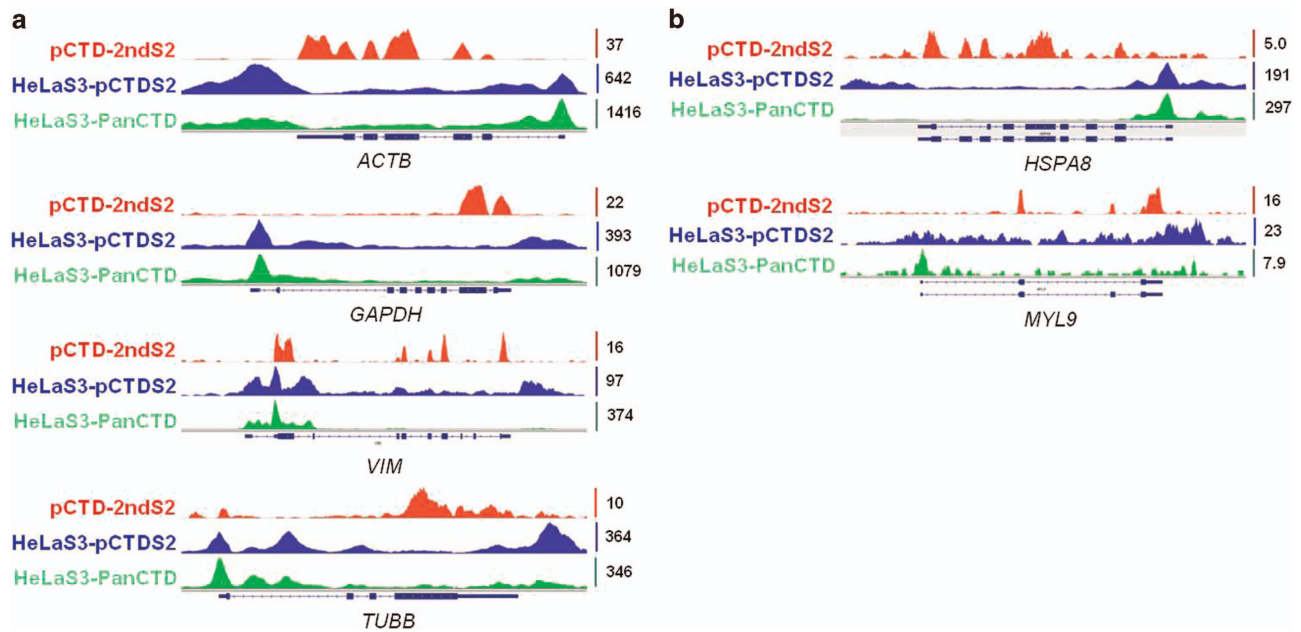 a
pCTD-2ndS2 37
HeLaS3-pCTDS2 642
HeLaS3-PanCTD 1416
ACTB
pCTD-2ndS2 22
HeLaS3-pCTDS2 393
HeLaS3-PanCTD 1079
GAPDH
pCTD-2ndS2 16
HeLaS3-pCTDS2 97
HeLaS3-PanCTD 374
VIM
pCTD-2ndS2 10
HeLaS3-pCTDS2 364
HeLaS3-PanCTD 346
TUBB
b
pCTD-2ndS2 5.0
HeLaS3-pCTDS2 191
HeLaS3-PanCTD 297
HSPA8
pCTD-2ndS2 16
HeLaS3-pCTDS2 23
HeLaS3-PanCTD 7.9
MYL9